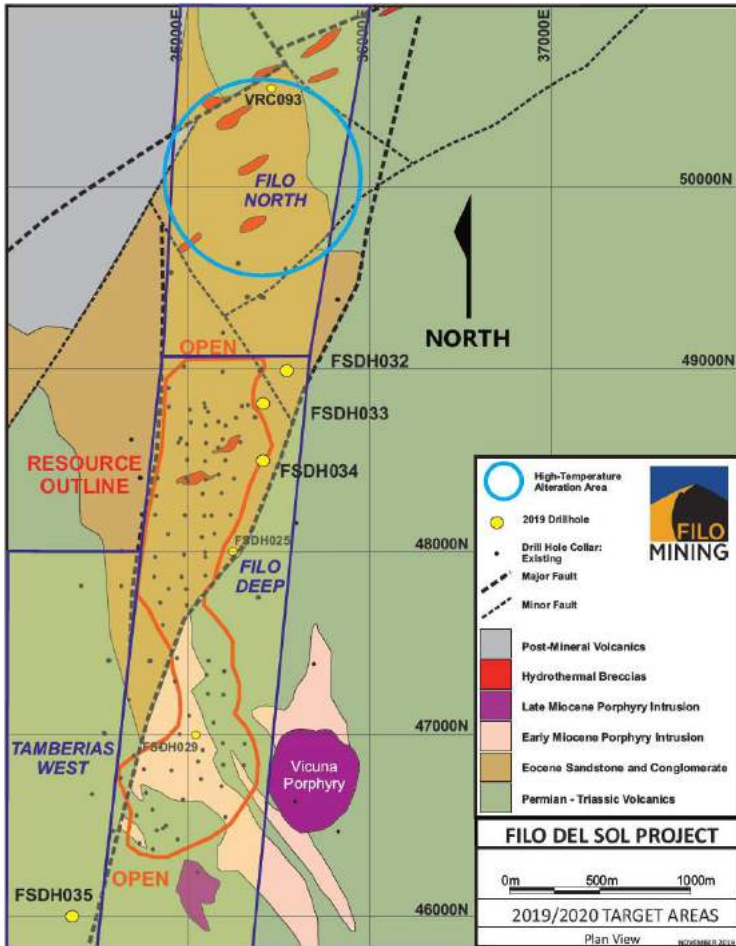 35000E
36000E
37000E
VRC093
FILO
NORTH
50000N
NORTH
OPEN
49000N
FSDH032
FSDH033
RESOURCE
OUTLINE
FSDH034
FSDH025
48000N
FILO
DEEP
47000N
TAMBERIAS
WEST
FSDH029
Vicuna
Porphyry
OPEN
FSDH035
46000N
High-Temperature
Alteration Area
FILO
MINING
2019 Drillhole
Drill Hole Collar:
Existing
Major Fault
Minor Fault
Post-Mineral Volcanics
Hydrothermal Breccias
Late Miocene Porphyry Intrusion
Early Miocene Porphyry Intrusion
Eocene Sandstone and Conglomerate
Permian - Triassic Volcanics
FILO DEL SOL PROJECT
0m 500m 1000m
2019/2020 TARGET AREAS
Plan View
NOVEMBER 2019